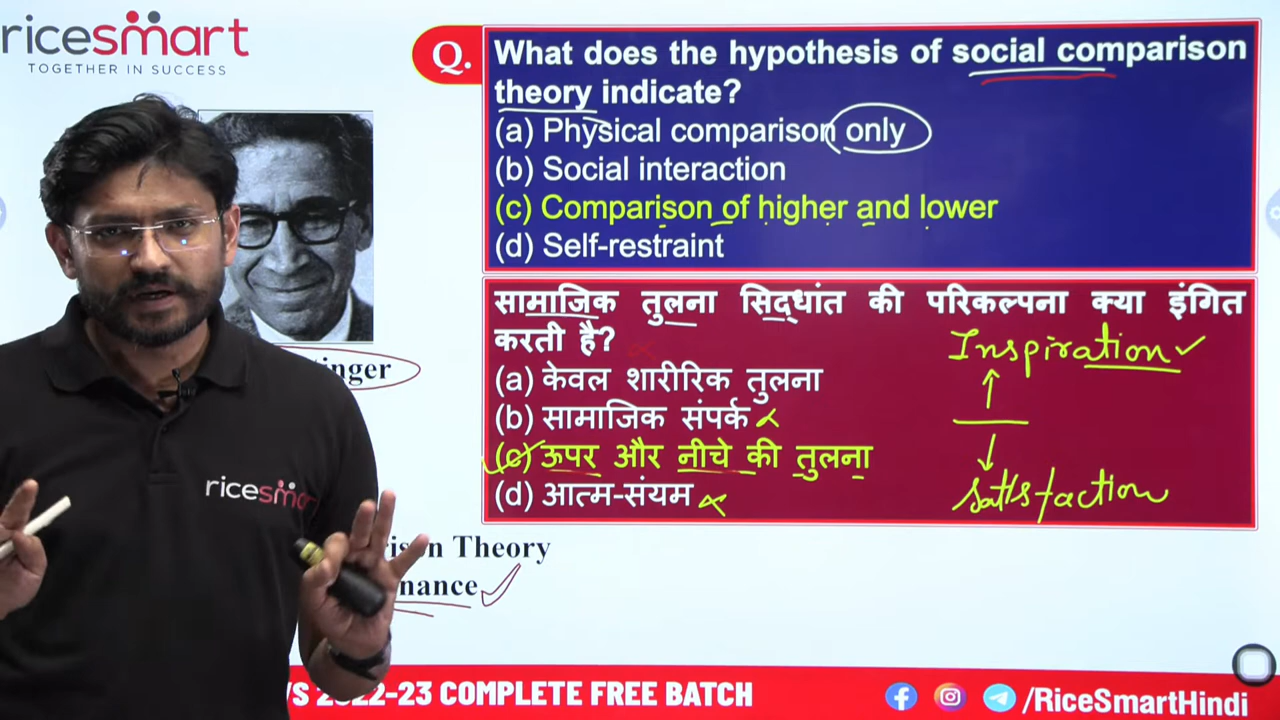 ricesmart
TOGETHER IN SUCCESS
Q.
What does the hypothesis of social comparison
theory indicate?
(a) Physical comparison only
(b) Social interaction
(c) Comparison of higher and lower
(d) Self-restraint
सामाजिक तुलना सिद्धांत की परिकल्पना क्या इंगित
करती है?
(a) केवल शारीरिक तुलना
(b) सामाजिक संपर्क
(c) ऊपर और नीचे की तुलना
(d) आत्म-संयम
Inspiration
Satisfaction
inger
ricesmart
rison Theory
nance
2022-23 COMPLETE FREE BATCH
/RiceSmartHindi